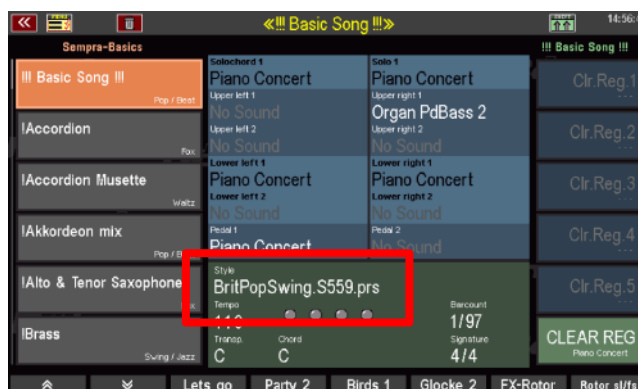 «!!! Basic Song !!!»
14:56:
Sempra-Basics
!!! Basic Song !!!
!!! Basic Song !!!
Pop / Beat
!Accordion
Fox
!Accordion Musette
Waltz
!Akkordeon mix
Pop / B
!Alto & Tenor Saxophone
!Brass
Swing / Jazz
Solochord 1
Piano Concert
Solo 1
Piano Concert
Upper left 1
No Sound
Upper right 1
Organ PdBass 2
Upper left 2
No Sound
Upper right 2
No Sound
Lower left 1
Piano Concert
Lower right 1
Piano Concert
Lower left 2
No Sound
Lower right 2
No Sound
Pedal 1
Piano Concert
Pedal 2
No Sound
Style
BritPopSwing.S559.prs
Tempo
Barcount
1/97
Transp.
C
Chord
C
Signature
4/4
Clr.Reg.1
Clr.Reg.2
Clr.Reg.3
Clr.Reg.4
Clr.Reg.5
CLEAR REG
Piano Concert
Lets go
Party 2
Birds 1
Glocke 2
FX-Rotor
Rotor sl/fs